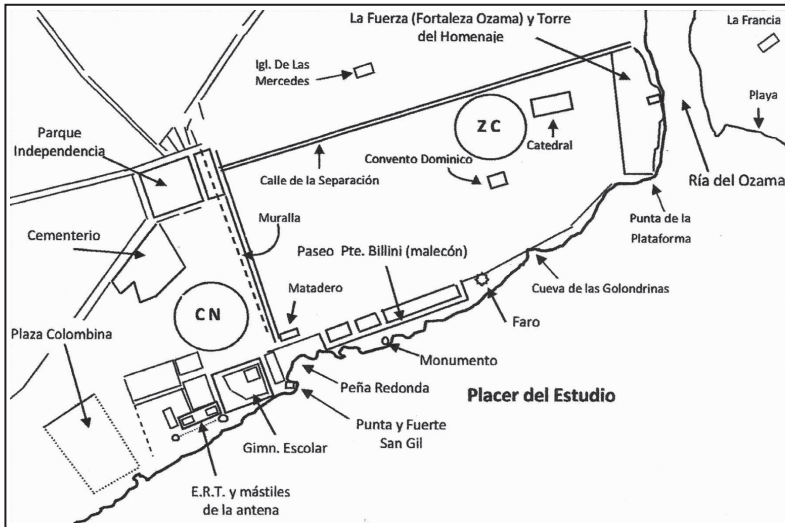 La Fuerza (Fortaleza Ozama) y Torre
del Homenaje
La Francia
Igl. De Las
Mercedes
Parque
Independencia
Z C
Catedral
Playa
Convento Dominico
Calle de la Separación
Ría del Ozama
Cementerio
Muralla
Punta de la
Plataforma
Paseo Pte. Billini (malecón)
Cueva de las Golondrinas
Matadero
C N
Faro
Plaza Colombina
Monumento
Peña Redonda
Placer del Estudio
Punta y Fuerte
San Gil
Gimn. Escolar
E.R.T. y mástiles
de la antena